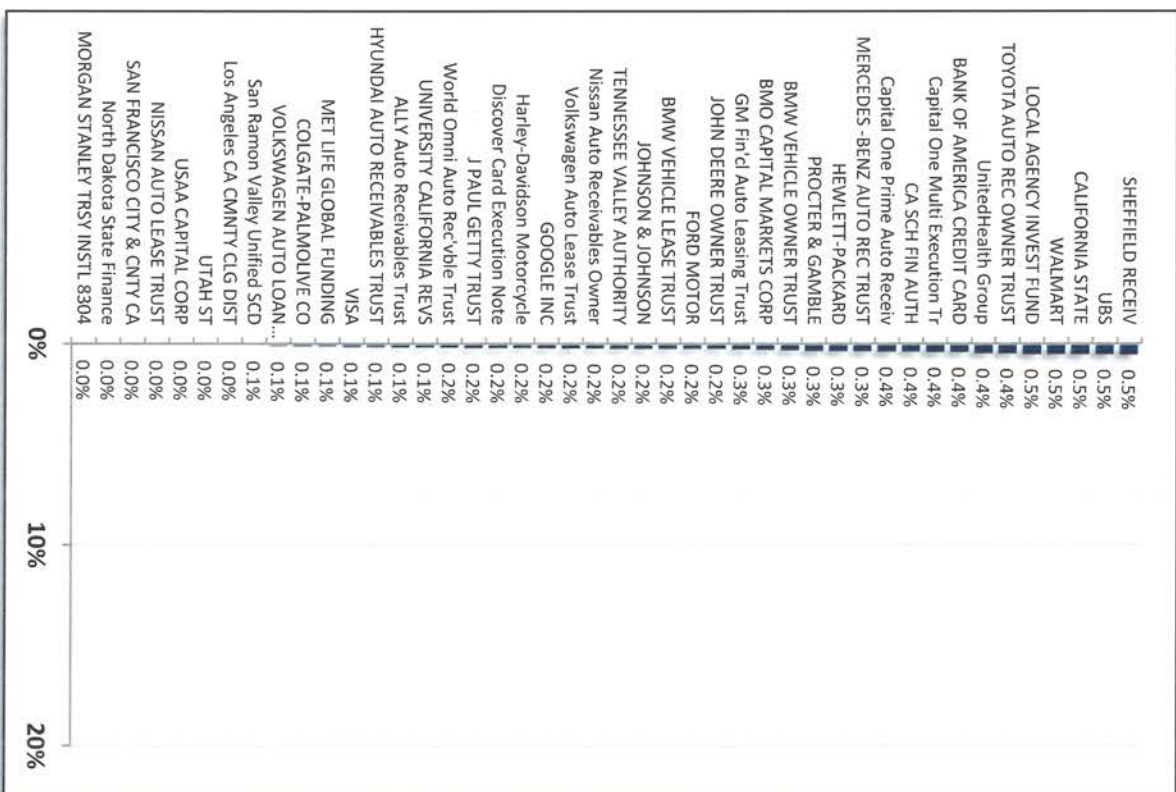 SHEFFIELD RECEIV 0.5%
UBS 0.5%
CALIFORNIA STATE 0.5%
WALMART 0.5%
LOCAL AGENCY INVEST FUND 0.5%
TOYOTA AUTO REC OWNER TRUST 0.4%
UnitedHealth Group 0.4%
BANK OF AMERICA CREDIT CARD 0.4%
Capital One Multi Execution Tr 0.4%
CA SCH FIN AUTH 0.4%
Capital One Prime Auto Receiv 0.4%
MERCEDES -BENZ AUTO REC TRUST 0.3%
HEWLETT-PACKARD 0.3%
PROCTER & GAMBLE 0.3%
BMW VEHICLE OWNER TRUST 0.3%
BMO CAPITAL MARKETS CORP 0.3%
GM Fin'cl Auto Leasing Trust 0.3%
JOHN DEERE OWNER TRUST 0.2%
FORD MOTOR 0.2%
BMW VEHICLE LEASE TRUST 0.2%
JOHNSON & JOHNSON 0.2%
TENNESSEE VALLEY AUTHORITY 0.2%
Nissan Auto Receivables Owner 0.2%
Volkswagen Auto Lease Trust 0.2%
GOOGLE INC 0.2%
Harley-Davidson Motorcycle 0.2%
Discover Card Execution Note 0.2%
J PAUL GETTY TRUST 0.2%
World Omni Auto Rec'vble Trust 0.2%
UNIVERSITY CALIFORNIA REVS 0.1%
ALLY Auto Receivables Trust 0.1%
HYUNDAI AUTO RECEIVABLES TRUST 0.1%
VISA 0.1%
MET LIFE GLOBAL FUNDING 0.1%
COLGATE-PALMOLIVE CO 0.1%
VOLKSWAGEN AUTO LOAN... 0.1%
San Ramon Valley Unified SCD 0.1%
Los Angeles CA CMNTY CLG DIST 0.0%
UTAH ST 0.0%
USAA CAPITAL CORP 0.0%
NISSAN AUTO LEASE TRUST 0.0%
SAN FRANCISCO CITY & CNTY CA 0.0%
North Dakota State Finance 0.0%
MORGAN STANLEY TRSY INSTL 8304 0.0%
0% 10% 20%